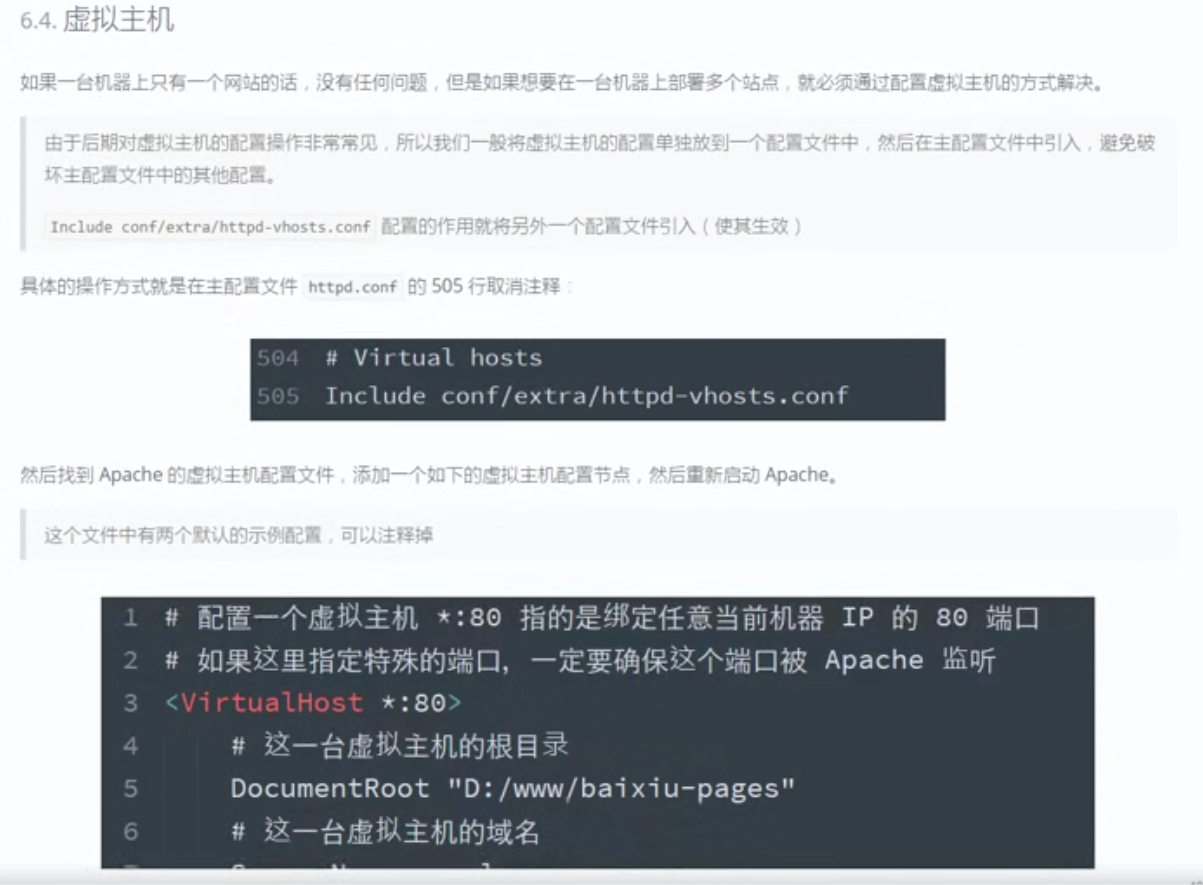 6.4. 虚拟主机
如果一台机器上只有一个网站的话，没有任何问题，但是如果想要在一台机器上部署多个站点，就必须通过配置虚拟主机的方式解决。
由于后期对虚拟主机的配置操作非常常见，所以我们一般将虚拟主机的配置单独放到一个配置文件中，然后在主配置文件中引入，避免破
坏主配置文件中的其他配置。
Include conf/extra/httpd-vhosts.conf 配置的作用就将另外一个配置文件引入（使其生效）
具体的操作方式就是在主配置文件 httpd.conf 的 505 行取消注释：
504 # Virtual hosts
505 Include conf/extra/httpd-vhosts.conf
然后找到 Apache 的虚拟主机配置文件，添加一个如下的虚拟主机配置节点，然后重新启动 Apache。
这个文件中有两个默认的示例配置，可以注释掉
1 # 配置一个虚拟主机 *:80 指的是绑定任意当前机器 IP 的 80 端口
2 # 如果这里指定特殊的端口，一定要确保这个端口被 Apache 监听
3 <VirtualHost *:80>
4 # 这一台虚拟主机的根目录
5 DocumentRoot "D:/www/baixiu-pages"
6 # 这一台虚拟主机的域名